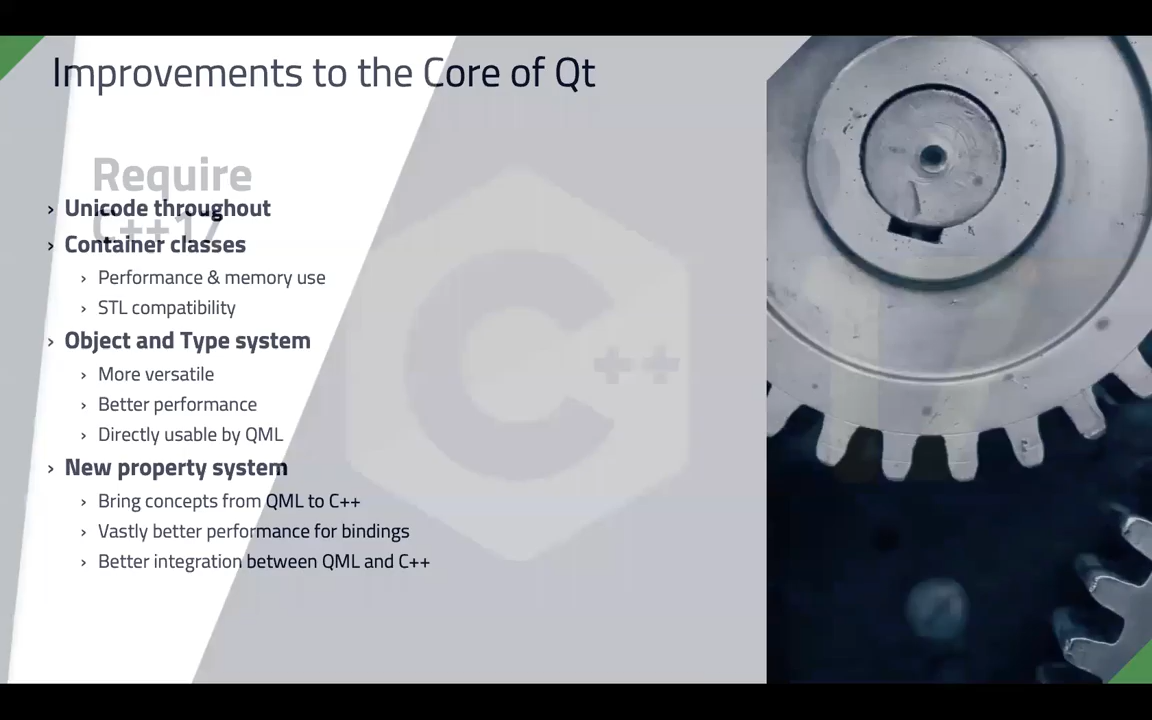 Improvements to the Core of Qt
Require
C++17
› Unicode throughout
› Container classes
› Performance & memory use
› STL compatibility
› Object and Type system
› More versatile
› Better performance
› Directly usable by QML
› New property system
› Bring concepts from QML to C++
› Vastly better performance for bindings
› Better integration between QML and C++
C++